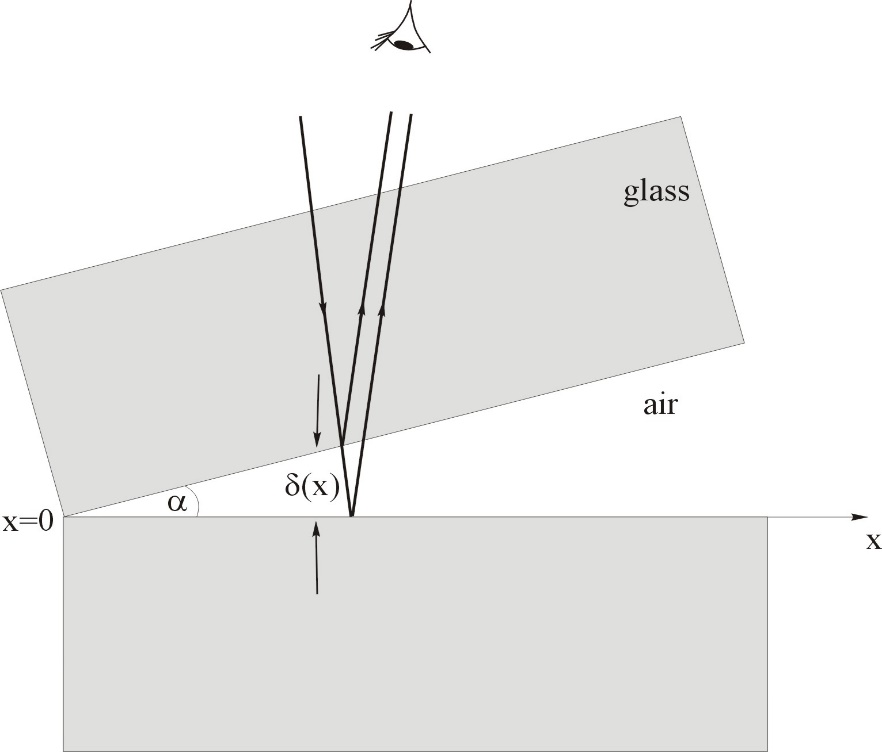 glass
air
δ(x)
α
x=0
x